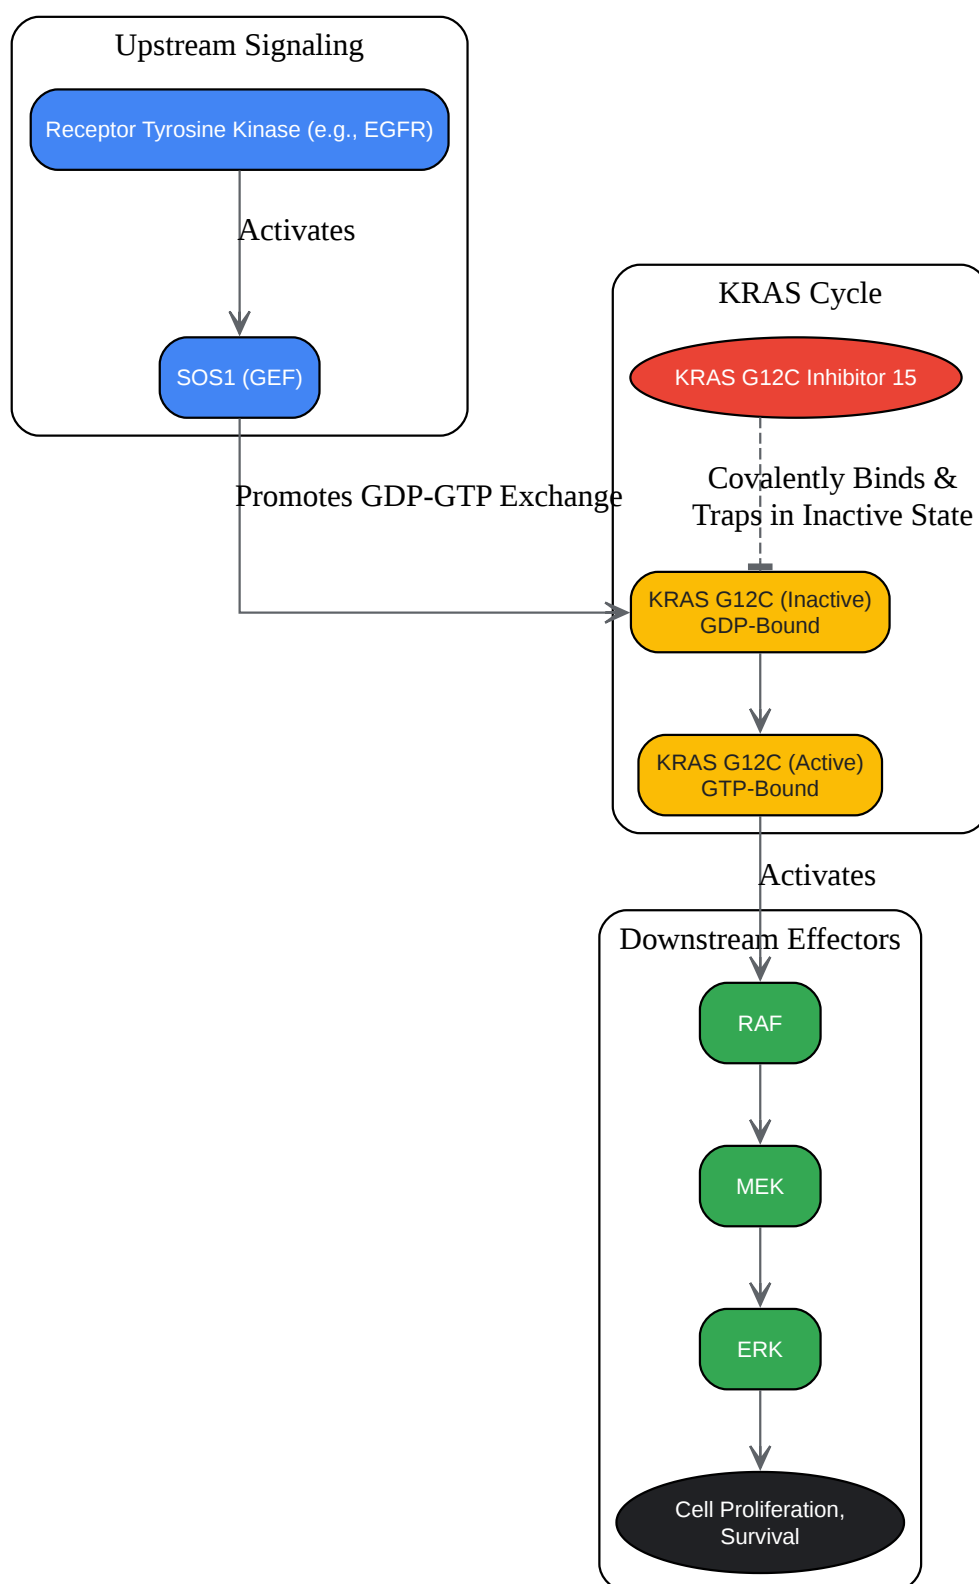 Upstream Signaling
Receptor Tyrosine Kinase (e.g., EGFR)
Activates
SOS1 (GEF)
Promotes GDP-GTP Exchange
KRAS Cycle
KRAS G12C Inhibitor 15
Covalently Binds &
Traps in Inactive State
KRAS G12C (Inactive)
GDP-Bound
KRAS G12C (Active)
GTP-Bound
Activates
Downstream Effectors
RAF
MEK
ERK
Cell Proliferation,
Survival